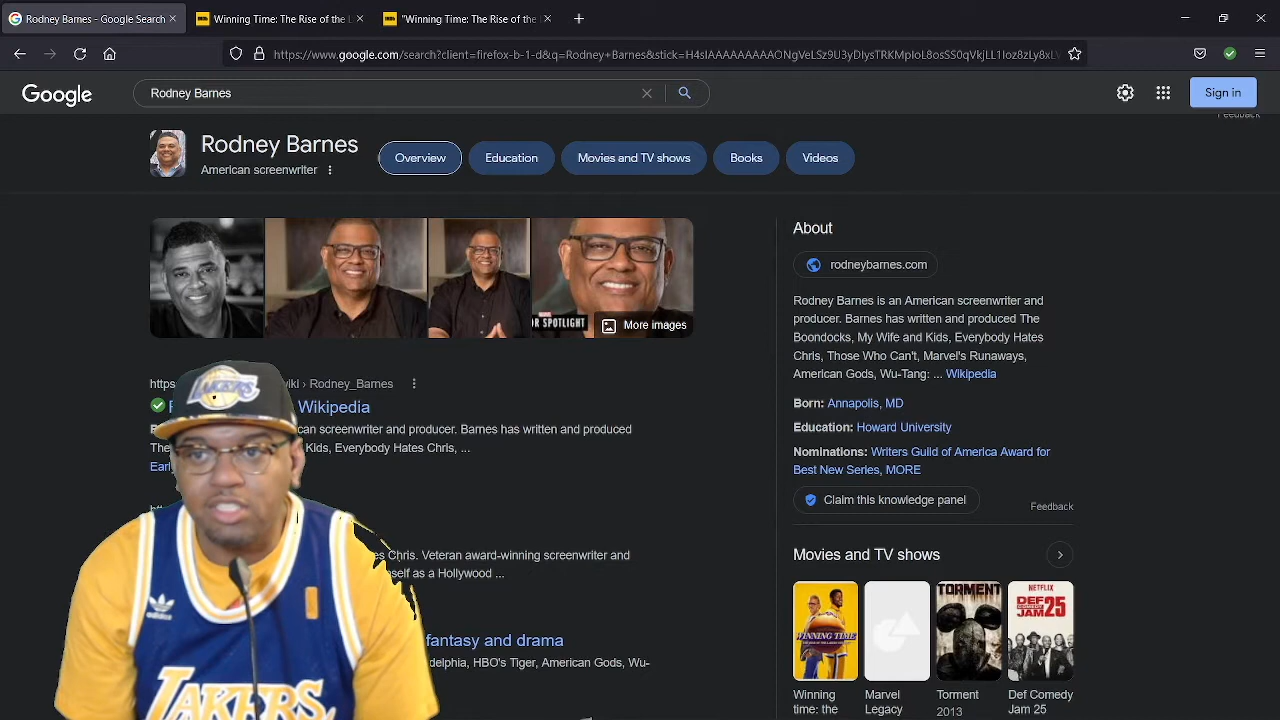 Rodney Barnes - Google Search
Winning Time: The Rise of the L
"Winning Time: The Rise of the
https://www.google.com/search?client=firefox-b-1-d&q=Rodney+Barnes&stick=
Google
Rodney Barnes
Sign in
Feedback
Rodney Barnes
American screenwriter
Overview
Education
Movies and TV shows
Books
Videos
OR SPOTLIGHT
More images
About
rodneybarnes.com
Rodney Barnes is an American screenwriter and
producer. Barnes has written and produced The
Boondocks, My Wife and Kids, Everybody Hates
Chris, Those Who Can't, Marvel's Runaways,
American Gods, Wu-Tang: ... Wikipedia
Born: Annapolis, MD
Education: Howard University
Nominations: Writers Guild of America Award for
Best New Series, MORE
Claim this knowledge panel
Feedback
Movies and TV shows
WINNING TIME
TORMENT
NETFLIX
DEF COMEDY JAM 25
Winning
time: the
Marvel
Legacy
Torment
2013
Def Comedy
Jam 25
› Rodney_Barnes
Wikipedia
an screenwriter and producer. Barnes has written and produced
Kids, Everybody Hates Chris, ...
es Chris. Veteran award-winning screenwriter and
self as a Hollywood ...
fantasy and drama
delphia, HBO's Tiger, American Gods, Wu-
LAKERS
adidas
LAKERS